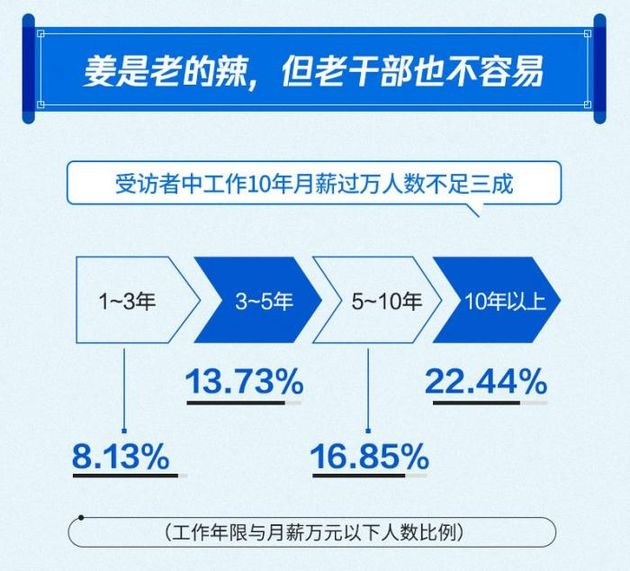 姜是老的辣，但老干部也不容易
受访者中工作10年月薪过万人数不足三成
1~3年
3~5年
5~10年
10年以上
13.73%
22.44%
8.13%
16.85%
（工作年限与月薪万元以下人数比例）